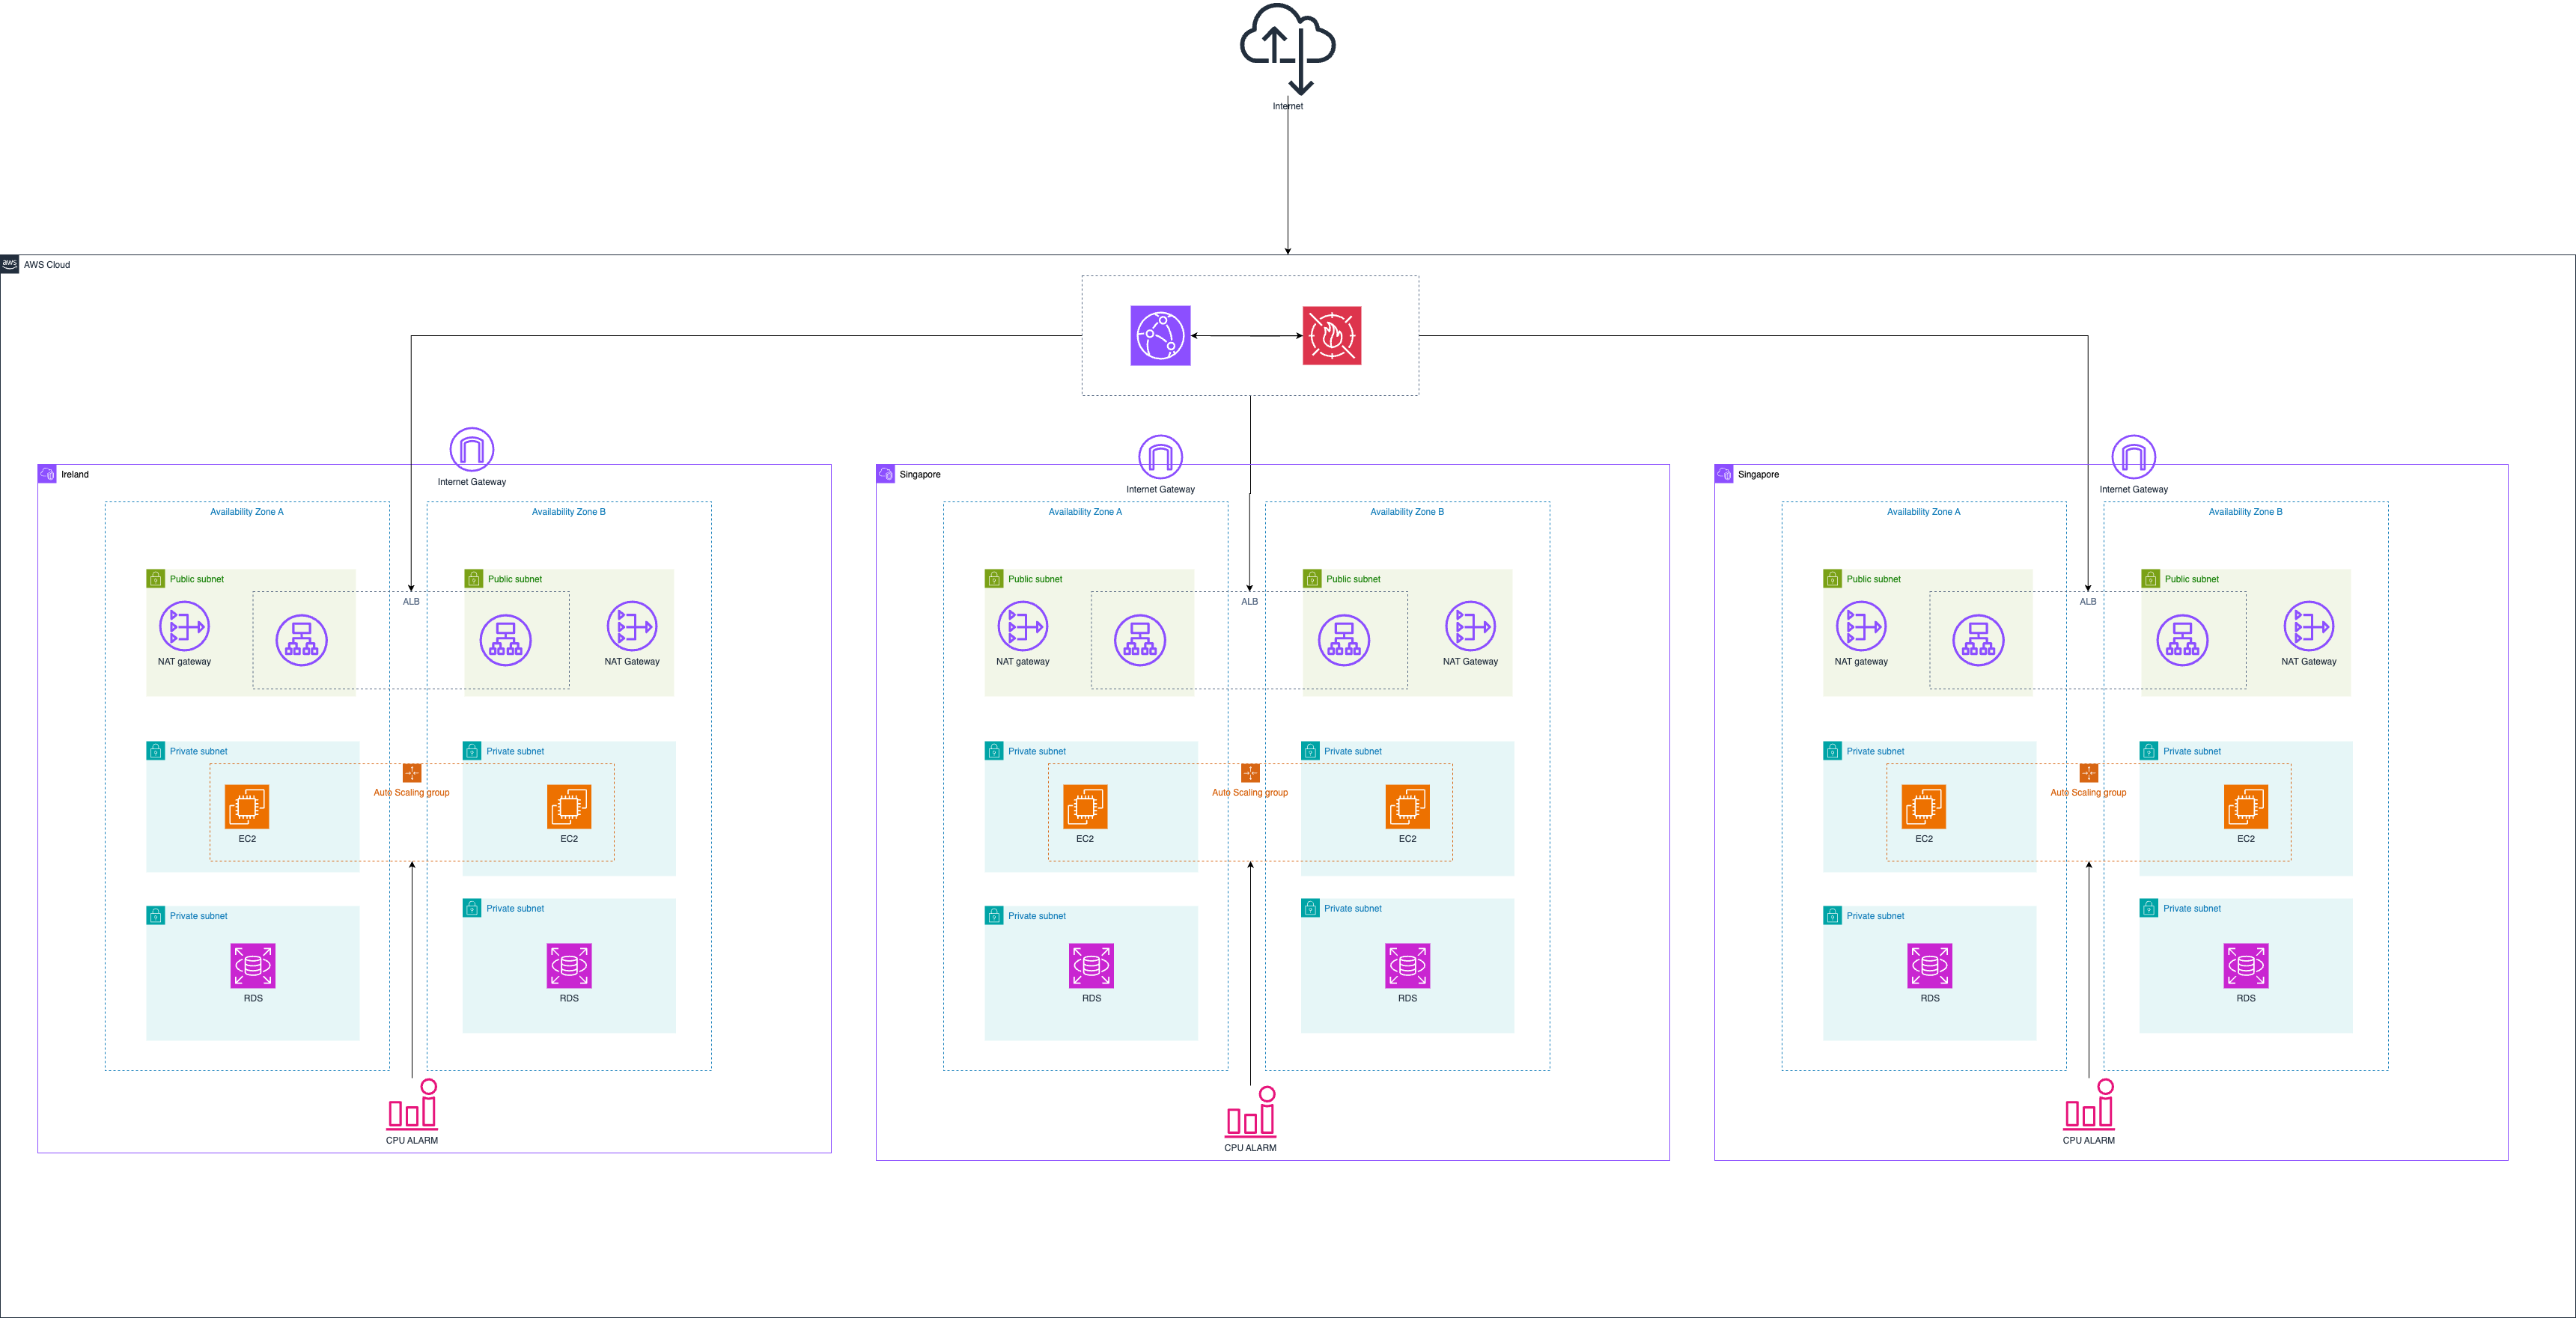 Internet
aws
AWS Cloud
Ireland
Internet Gateway
Availability Zone A
Availability Zone B
Public subnet
Public subnet
ALB
NAT gateway
NAT Gateway
Private subnet
Private subnet
Auto Scaling group
EC2
EC2
Private subnet
Private subnet
RDS
RDS
CPU ALARM
Singapore
Internet Gateway
Availability Zone A
Availability Zone B
Public subnet
Public subnet
ALB
NAT gateway
NAT Gateway
Private subnet
Private subnet
Auto Scaling group
EC2
EC2
Private subnet
Private subnet
RDS
RDS
CPU ALARM
Singapore
Internet Gateway
Availability Zone A
Availability Zone B
Public subnet
Public subnet
ALB
NAT gateway
NAT Gateway
Private subnet
Private subnet
Auto Scaling group
EC2
EC2
Private subnet
Private subnet
RDS
RDS
CPU ALARM